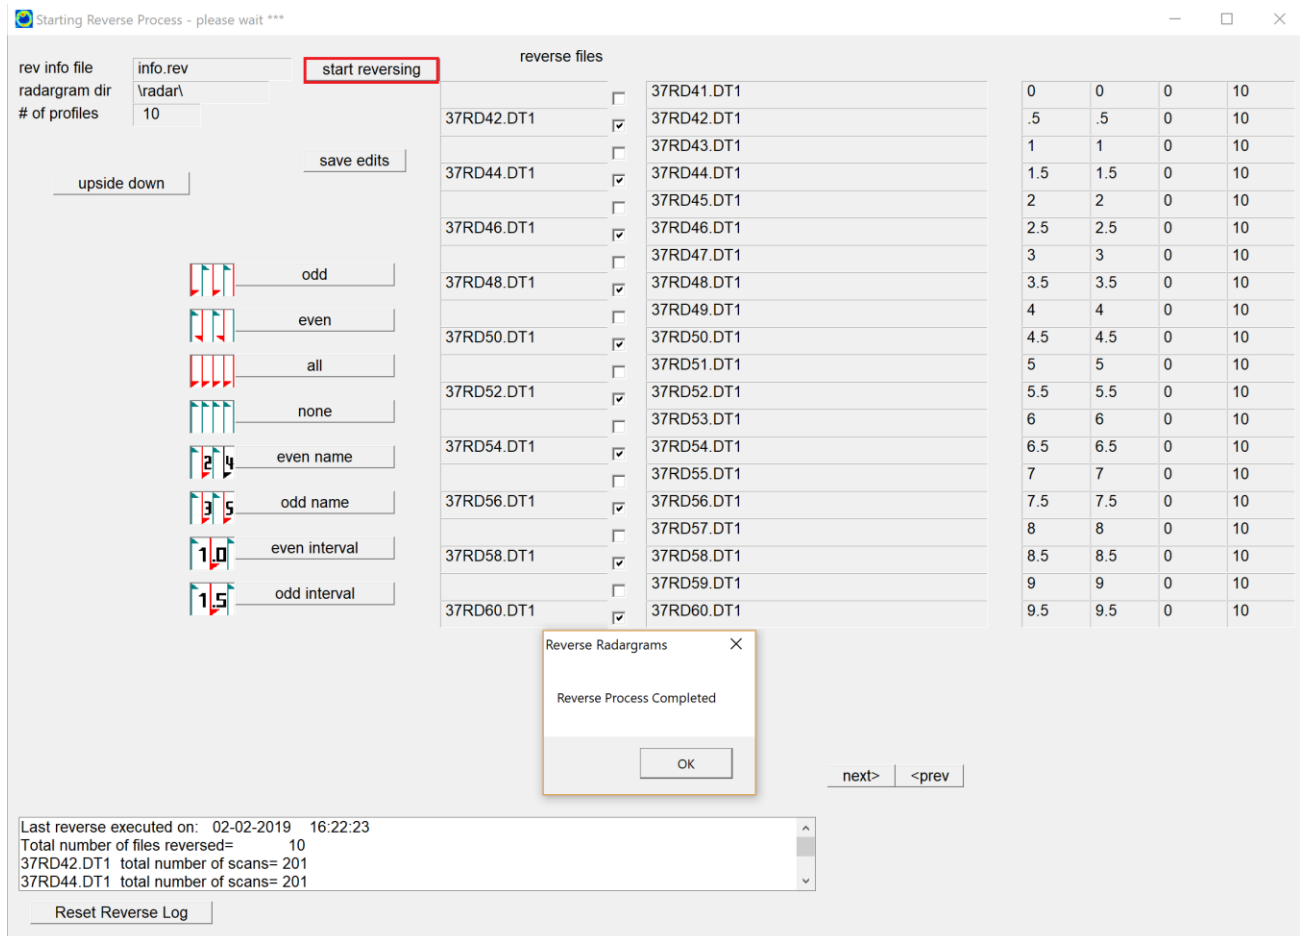 Starting Reverse Process - please wait ***
reverse files
rev info file info.rev start reversing
radargram dir \radar\
# of profiles 10
save edits
upside down
odd
even
all
none
2 4 even name
3 5 odd name
1.0 even interval
1.5 odd interval
37RD41.DT1 0 0 0 10
37RD42.DT1 37RD42.DT1 .5 .5 0 10
37RD43.DT1 1 1 0 10
37RD44.DT1 37RD44.DT1 1.5 1.5 0 10
37RD45.DT1 2 2 0 10
37RD46.DT1 37RD46.DT1 2.5 2.5 0 10
37RD47.DT1 3 3 0 10
37RD48.DT1 37RD48.DT1 3.5 3.5 0 10
37RD49.DT1 4 4 0 10
37RD50.DT1 37RD50.DT1 4.5 4.5 0 10
37RD51.DT1 5 5 0 10
37RD52.DT1 37RD52.DT1 5.5 5.5 0 10
37RD53.DT1 6 6 0 10
37RD54.DT1 37RD54.DT1 6.5 6.5 0 10
37RD55.DT1 7 7 0 10
37RD56.DT1 37RD56.DT1 7.5 7.5 0 10
37RD57.DT1 8 8 0 10
37RD58.DT1 37RD58.DT1 8.5 8.5 0 10
37RD59.DT1 9 9 0 10
37RD60.DT1 37RD60.DT1 9.5 9.5 0 10
Reverse Radargrams
Reverse Process Completed
OK
next> <prev
Last reverse executed on: 02-02-2019 16:22:23
Total number of files reversed= 10
37RD42.DT1 total number of scans= 201
37RD44.DT1 total number of scans= 201
Reset Reverse Log